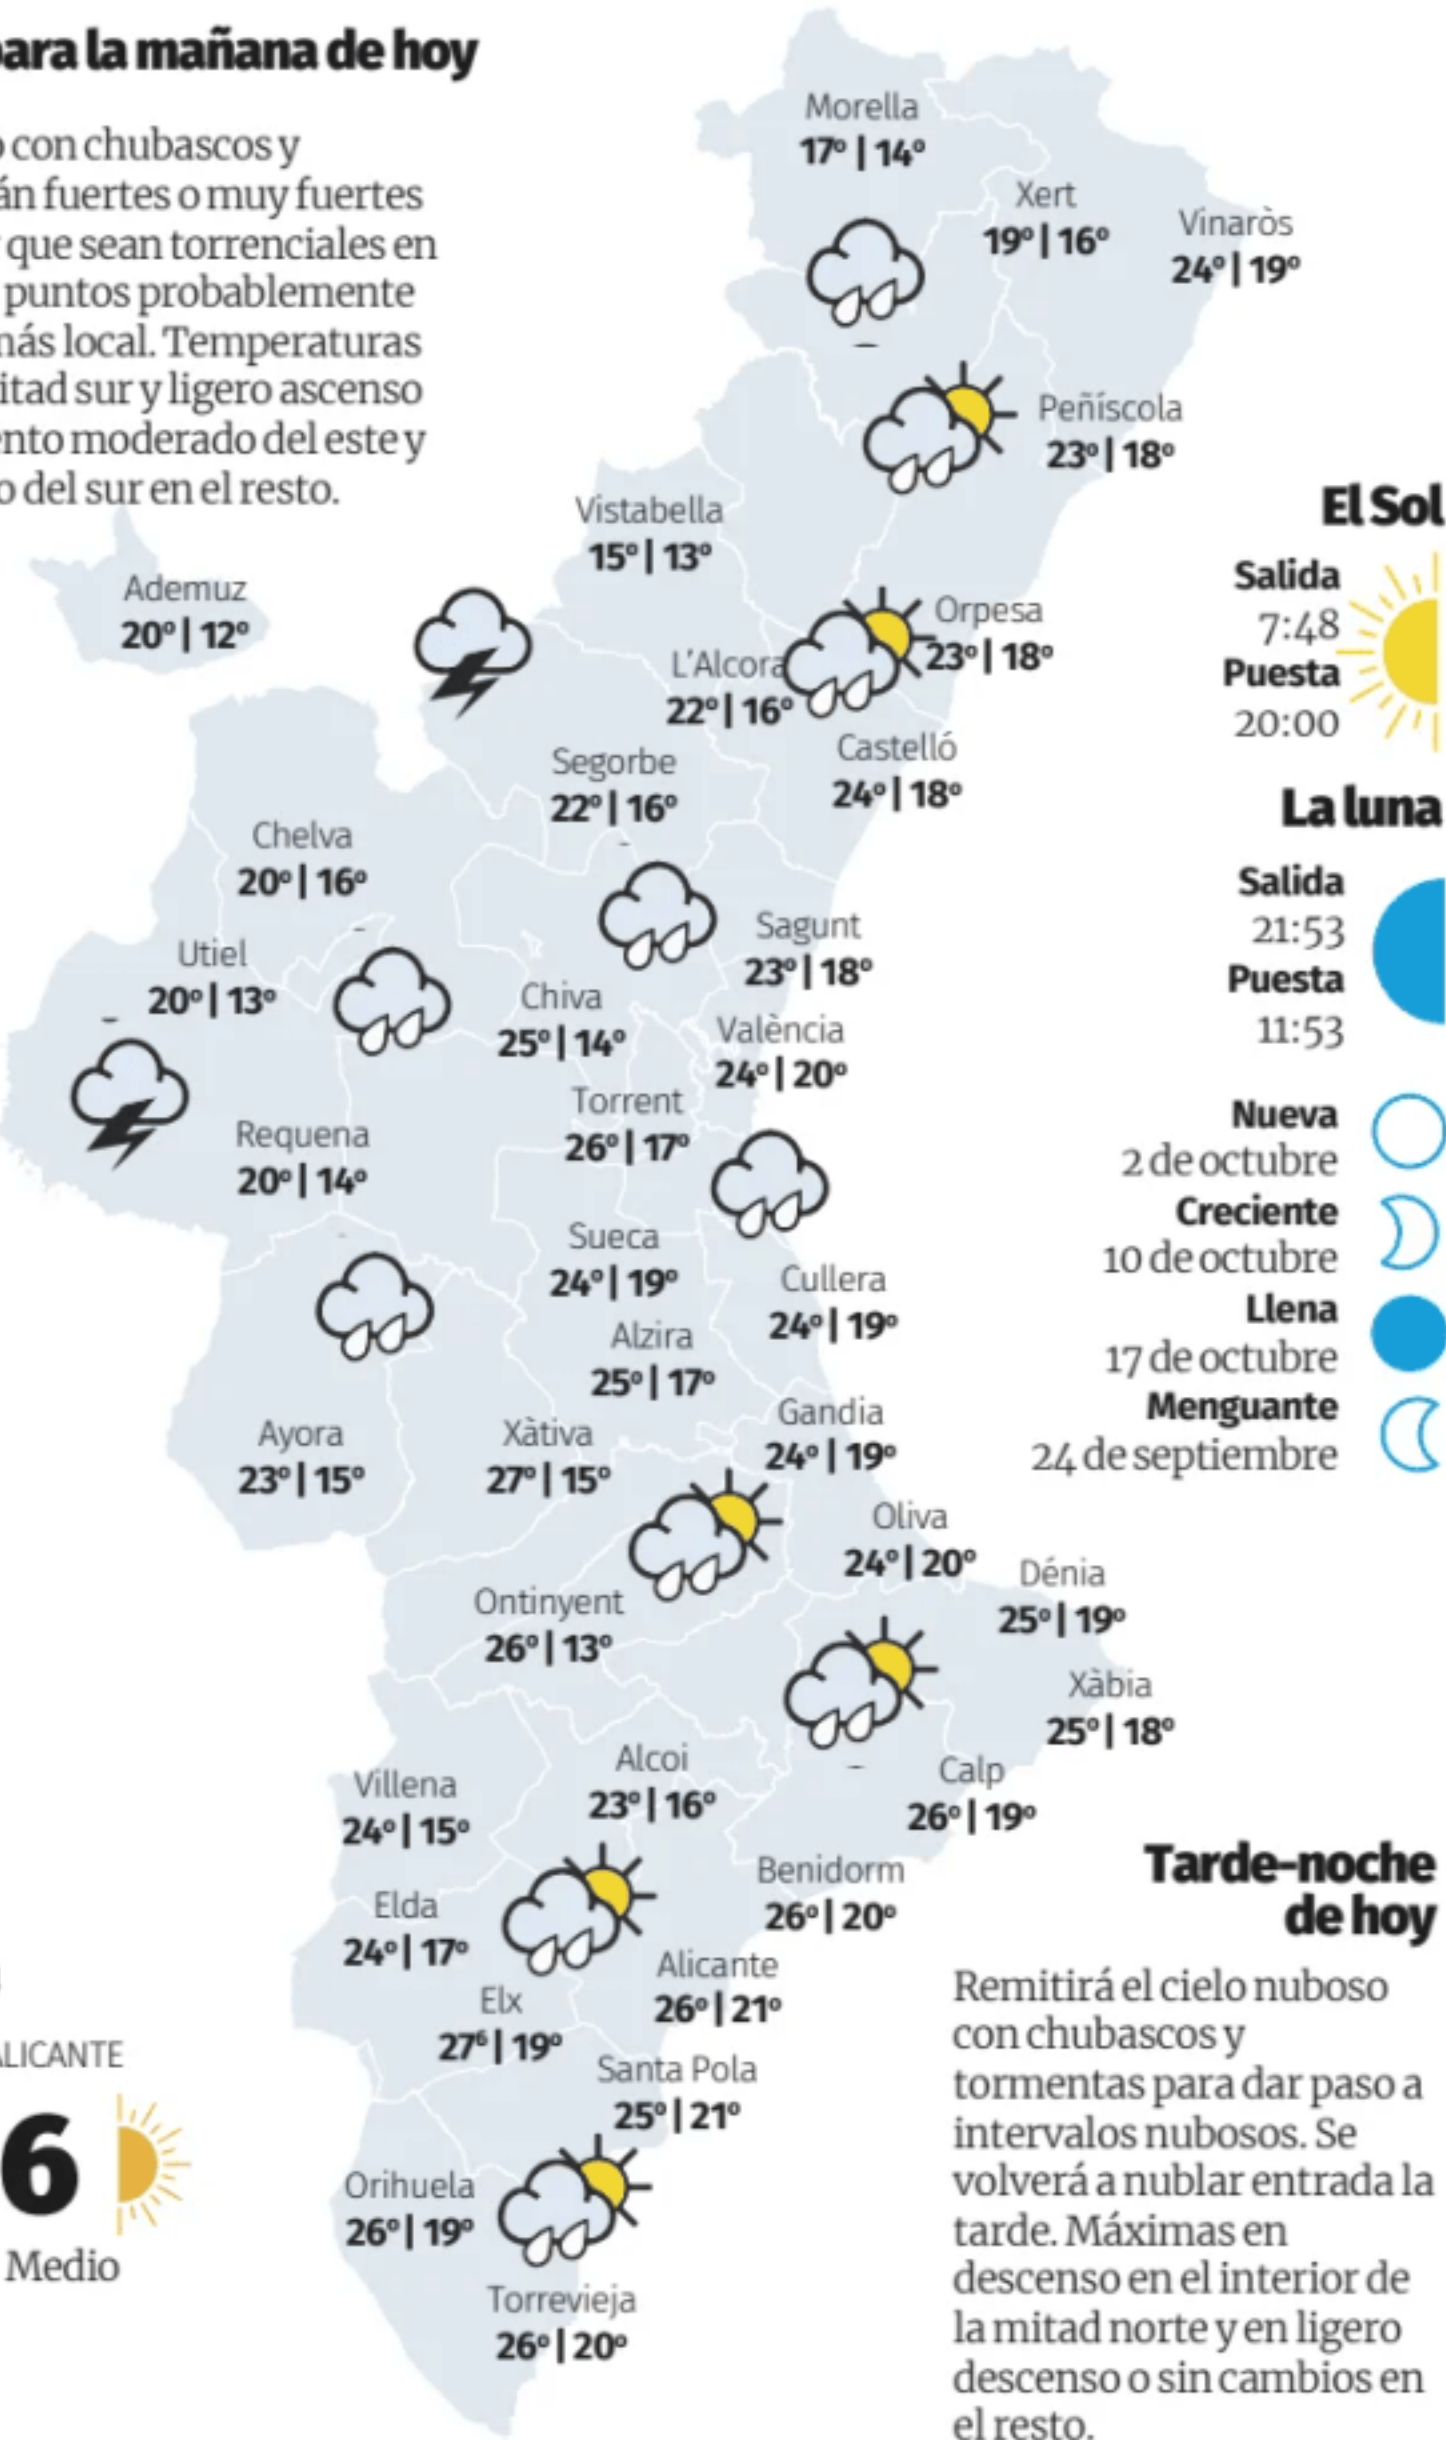 para la mañana de hoy
con chubascos y
án fuertes o muy fuertes
que sean torrenciales en
puntos probablemente
más local. Temperaturas
itad sur y ligero ascenso
ento moderado del este y
o del sur en el resto.
Morella
17º | 14º
Xert
19º | 16º
Vinaròs
24º | 19º
Peñíscola
23º | 18º
Vistabella
15º | 13º
Ademuz
20º | 12º
Orpesa
23º | 18º
L'Alcora
22º | 16º
Castelló
24º | 18º
Segorbe
22º | 16º
Chelva
20º | 16º
Sagunt
23º | 18º
Utiel
20º | 13º
Chiva
25º | 14º
València
24º | 20º
Torrent
26º | 17º
Requena
20º | 14º
Sueca
24º | 19º
Cullera
24º | 19º
Alzira
25º | 17º
Gandia
24º | 19º
Ayora
23º | 15º
Xàtiva
27º | 15º
Oliva
24º | 20º
Dénia
25º | 19º
Ontinyent
26º | 13º
Xàbia
25º | 18º
Alcoi
23º | 16º
Villena
24º | 15º
Calp
26º | 19º
Benidorm
26º | 20º
Elda
24º | 17º
Alicante
26º | 21º
Elx
27⁶ | 19º
Santa Pola
25º | 21º
Orihuela
26º | 19º
Torrevieja
26º | 20º
El Sol
Salida
7:48
Puesta
20:00
La luna
Salida
21:53
Puesta
11:53
Nueva
2 de octubre
Creciente
10 de octubre
Llena
17 de octubre
Menguante
24 de septiembre
ALICANTE
6
Medio
Tarde-noche
de hoy
Remitirá el cielo nuboso
con chubascos y
tormentas para dar paso a
intervalos nubosos. Se
volverá a nublar entrada la
tarde. Máximas en
descenso en el interior de
la mitad norte y en ligero
descenso o sin cambios en
el resto.